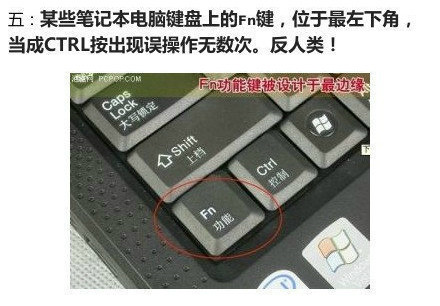 五：某些笔记本电脑键盘上的Fn键，位于最左下角，
当成CTRL按出现误操作无数次。反人类！
PCPOP.COM
Fn功能键被设计于最边缘
Caps
Lock
大写锁定
Shift
上档
Ctrl
控制
Fn
功能